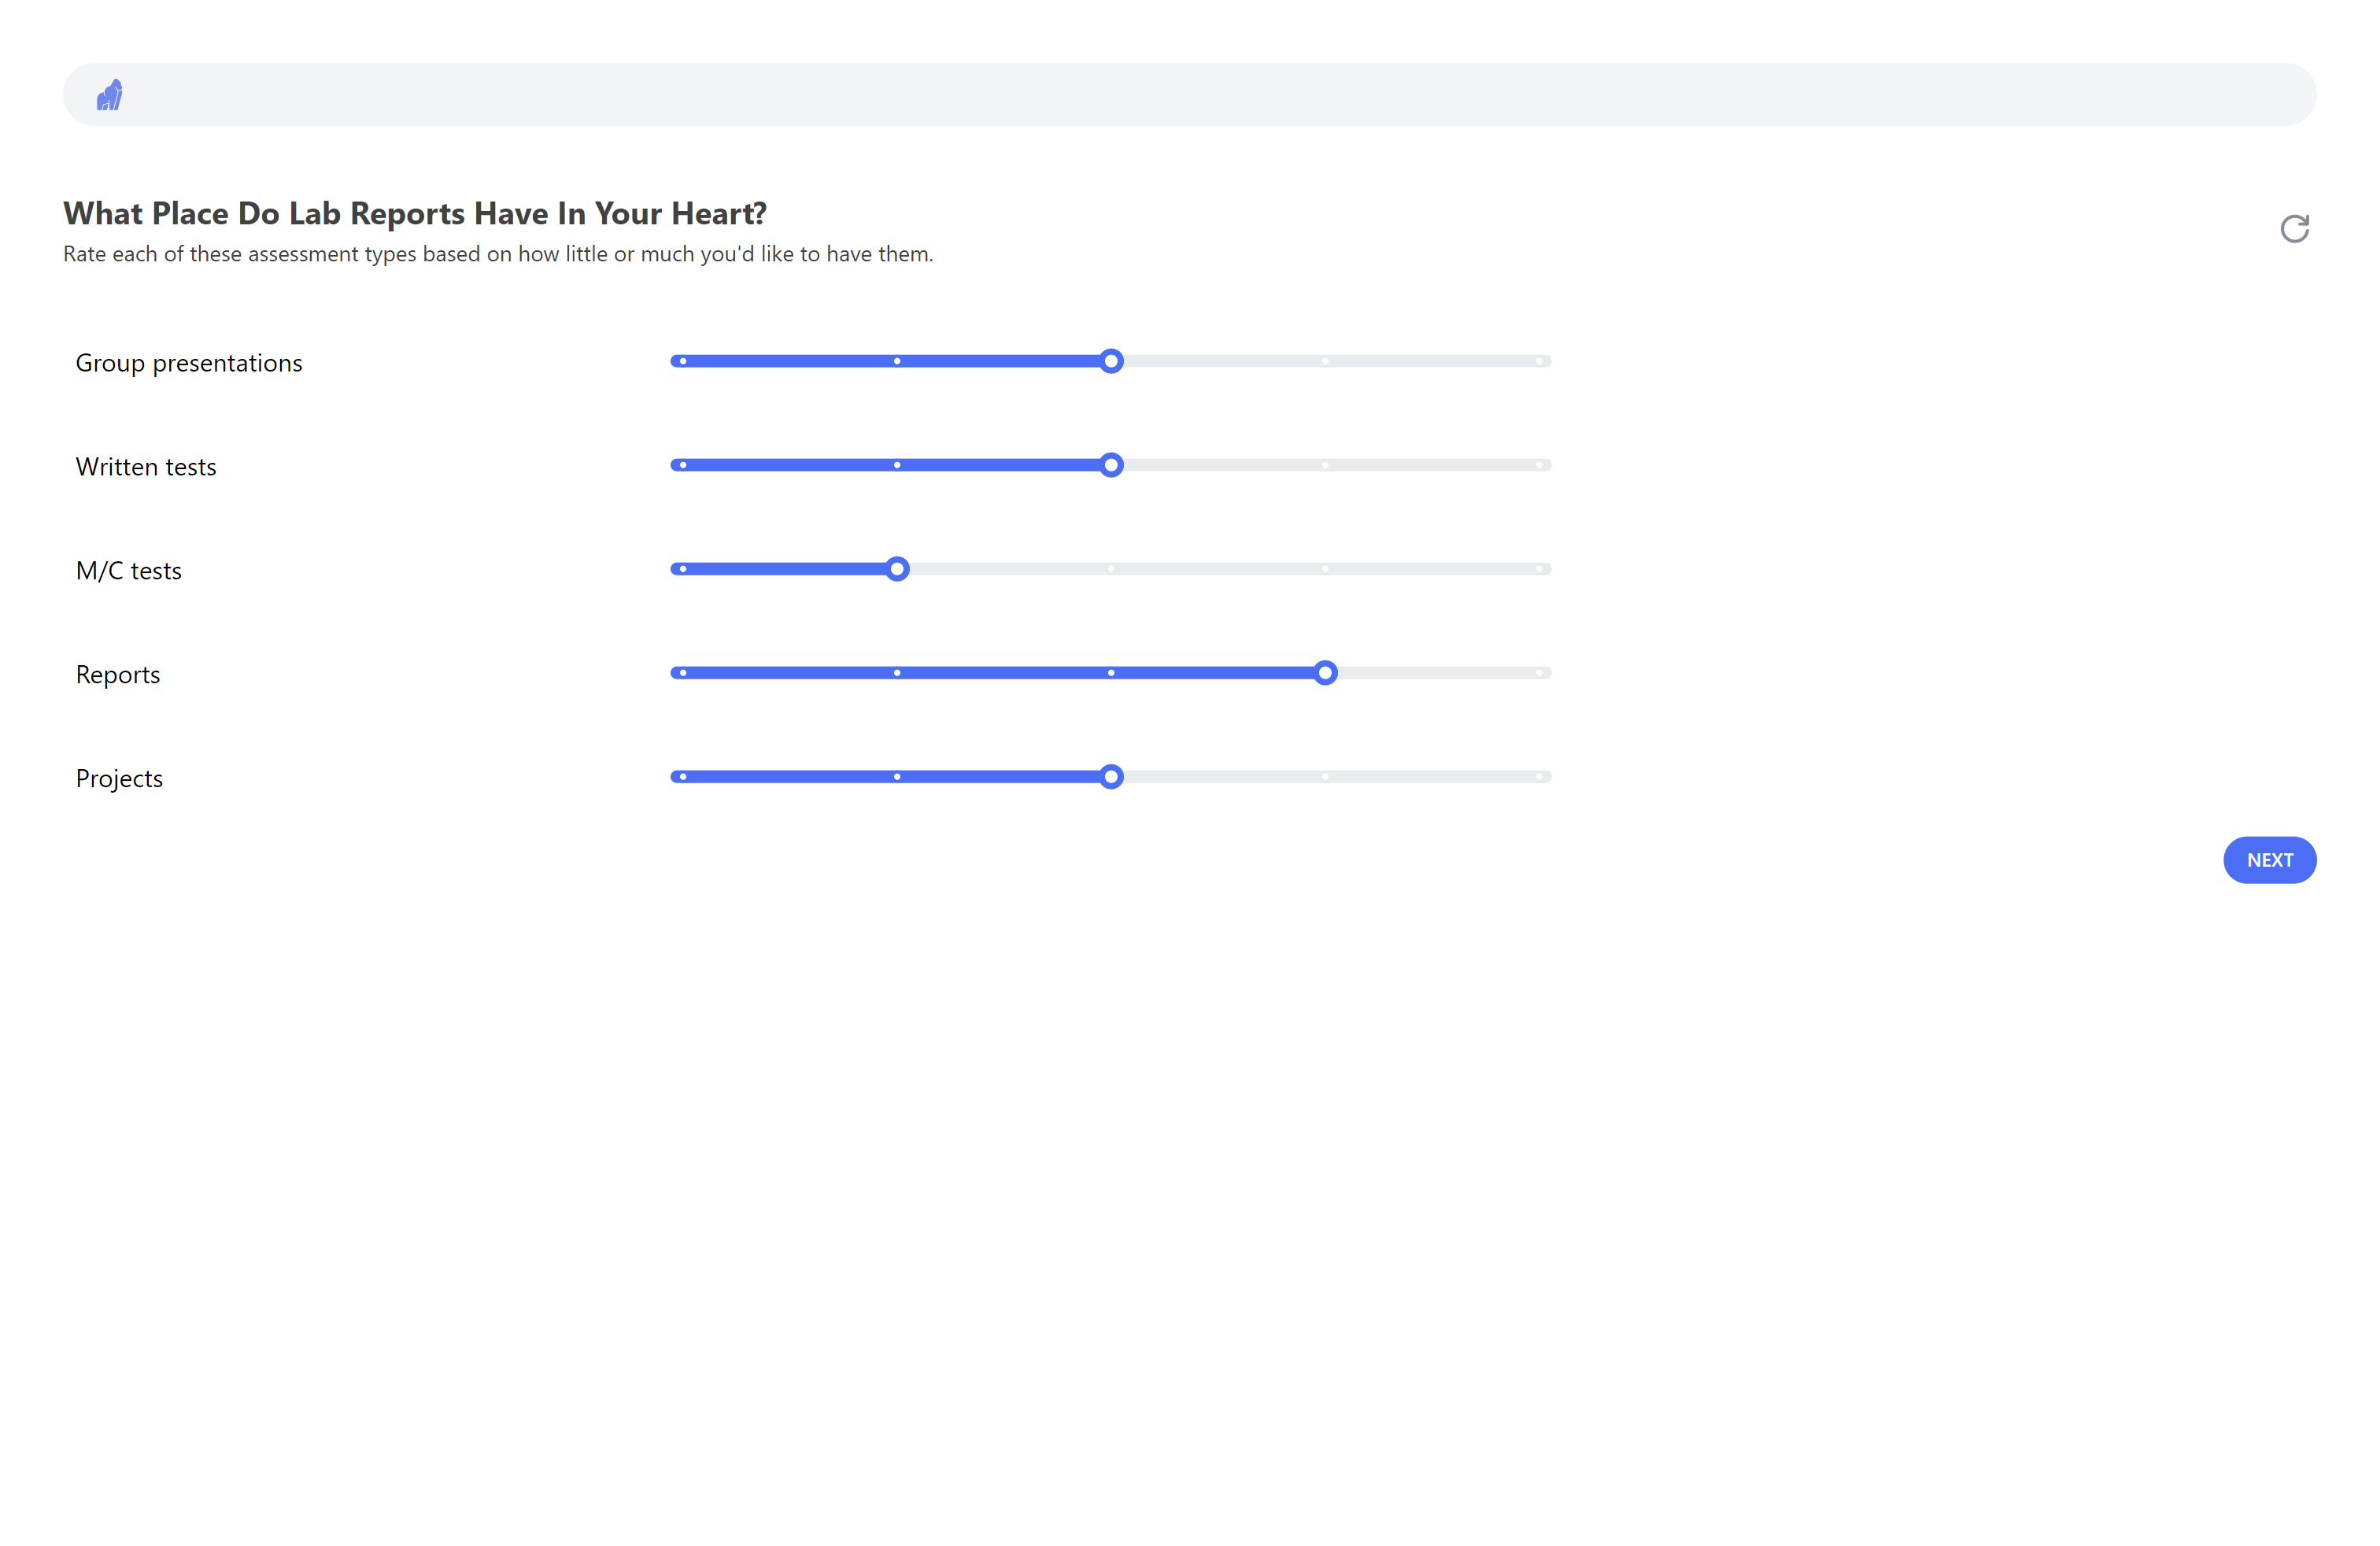 What Place Do Lab Reports Have In Your Heart?
Rate each of these assessment types based on how little or much you'd like to have them.
Group presentations
Written tests
M/C tests
Reports
Projects
NEXT